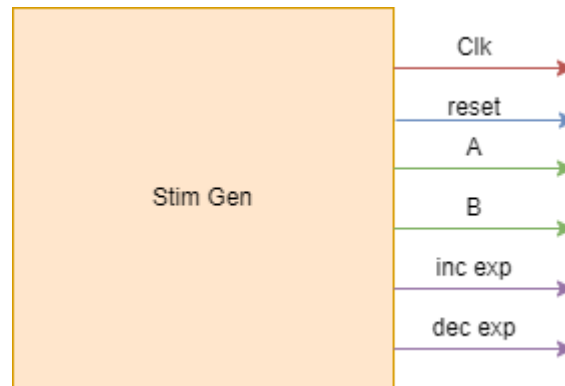 Clk
reset
A
Stim Gen
B
inc exp
dec exp